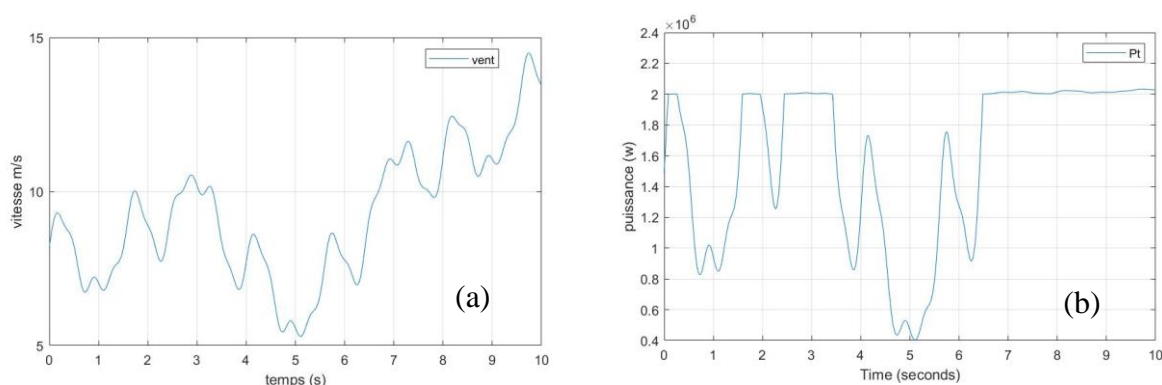 15
10
5
vitesse m/s
vent
(a)
0 1 2 3 4 5 6 7 8 9 10
temps (s)
×10⁶
2.4
2.2
2
1.8
1.6
1.4
1.2
1
0.8
0.6
0.4
puissance (w)
Pt
(b)
0 1 2 3 4 5 6 7 8 9 10
Time (seconds)